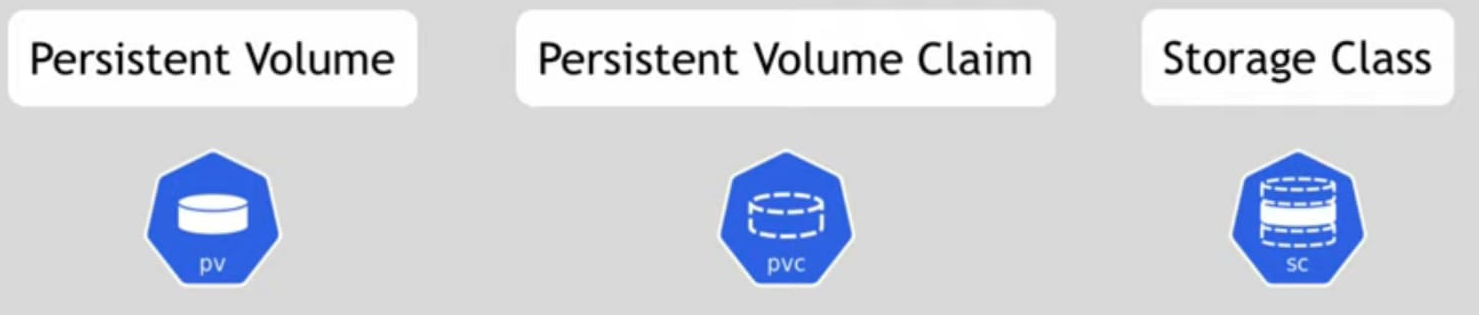 Persistent Volume
Persistent Volume Claim
Storage Class
pv
pvc
sc